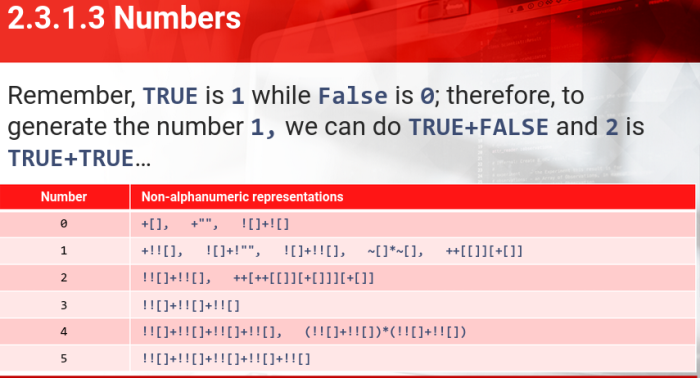 2.3.1.3 Numbers
Remember, TRUE is 1 while False is 0; therefore, to
generate the number 1, we can do TRUE+FALSE and 2 is
TRUE+TRUE…
Number Non-alphanumeric representations
0 +[], +"", ![]+![]
1 +!![], ![]+!"", ![]+!![], ~[]*~[], ++[[]][+[]]
2 !![]+!![], ++[++[[]][+[]]][+[]]
3 !![]+!![]+!![]
4 !![]+!![]+!![]+!![], (!![]+!![])*(!![]+!![])
5 !![]+!![]+!![]+!![]+!![]